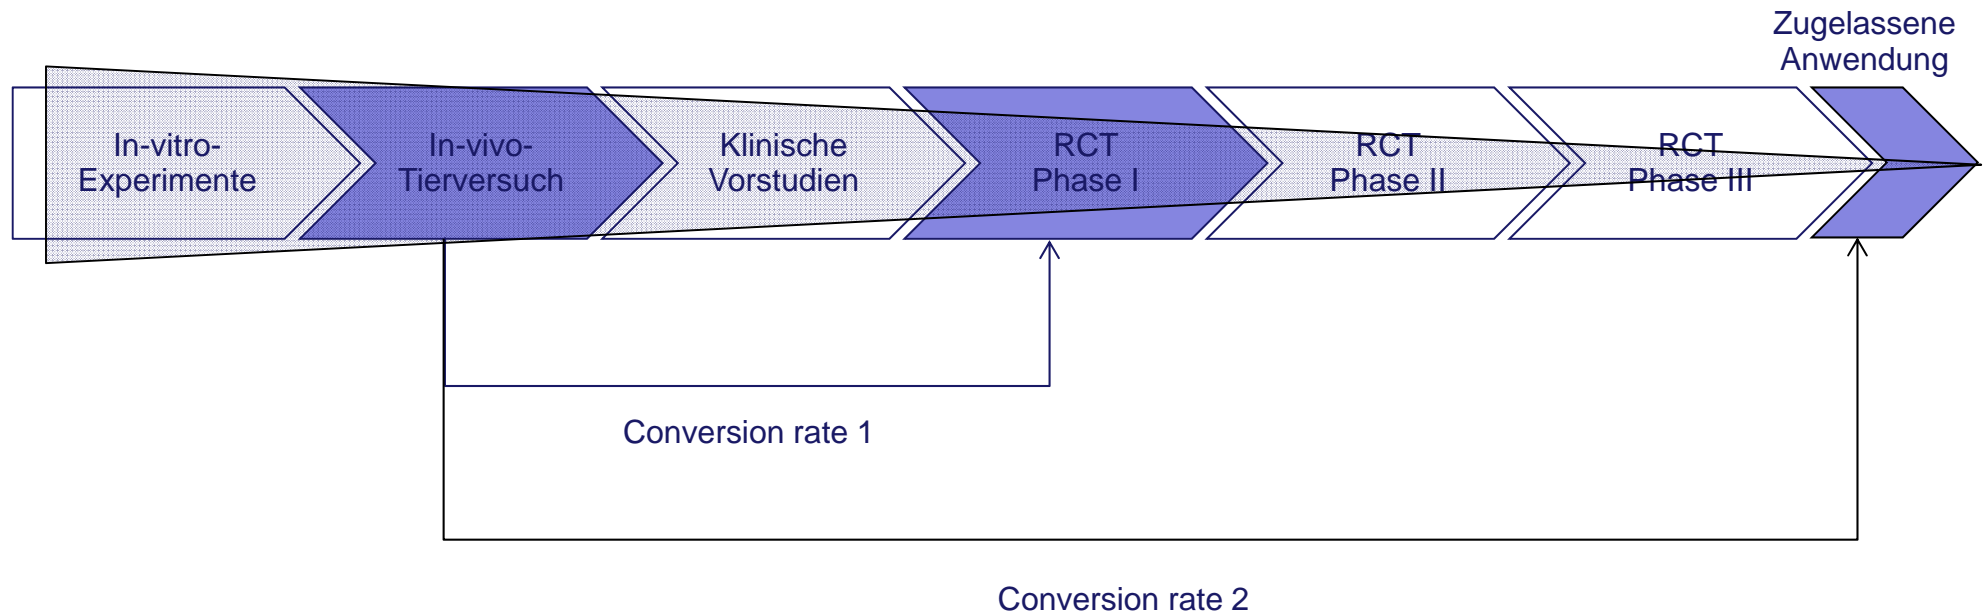 Zugelassene
Anwendung
In-vitro-
Experimente
In-vivo-
Tierversuch
Klinische
Vorstudien
RCT
Phase I
RCT
Phase II
RCT
Phase III
Conversion rate 1
Conversion rate 2